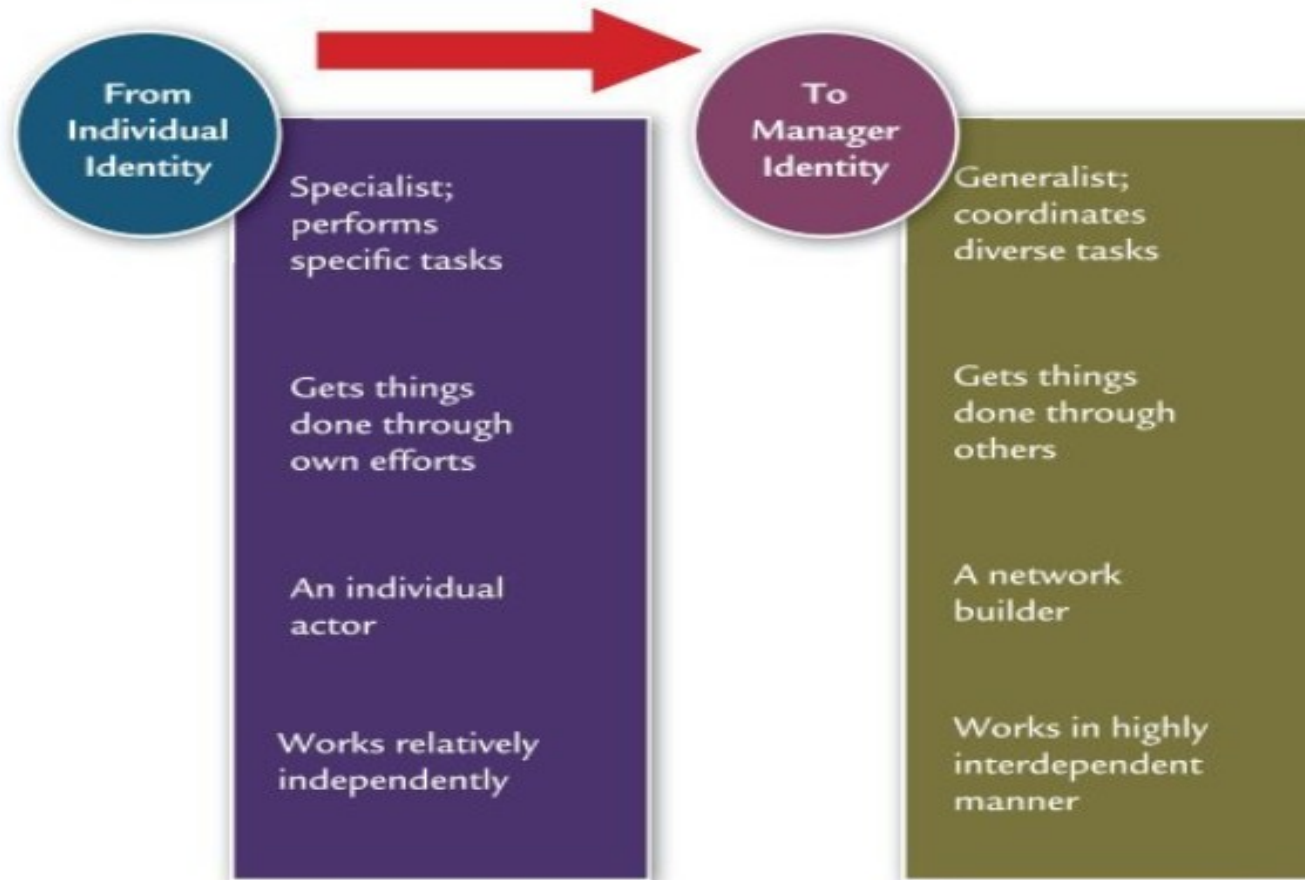 From
Individual
Identity
Specialist;
performs
specific tasks
Gets things
done through
own efforts
An individual
actor
Works relatively
independently
To
Manager
Identity
Generalist;
coordinates
diverse tasks
Gets things
done through
others
A network
builder
Works in highly
interdependent
manner